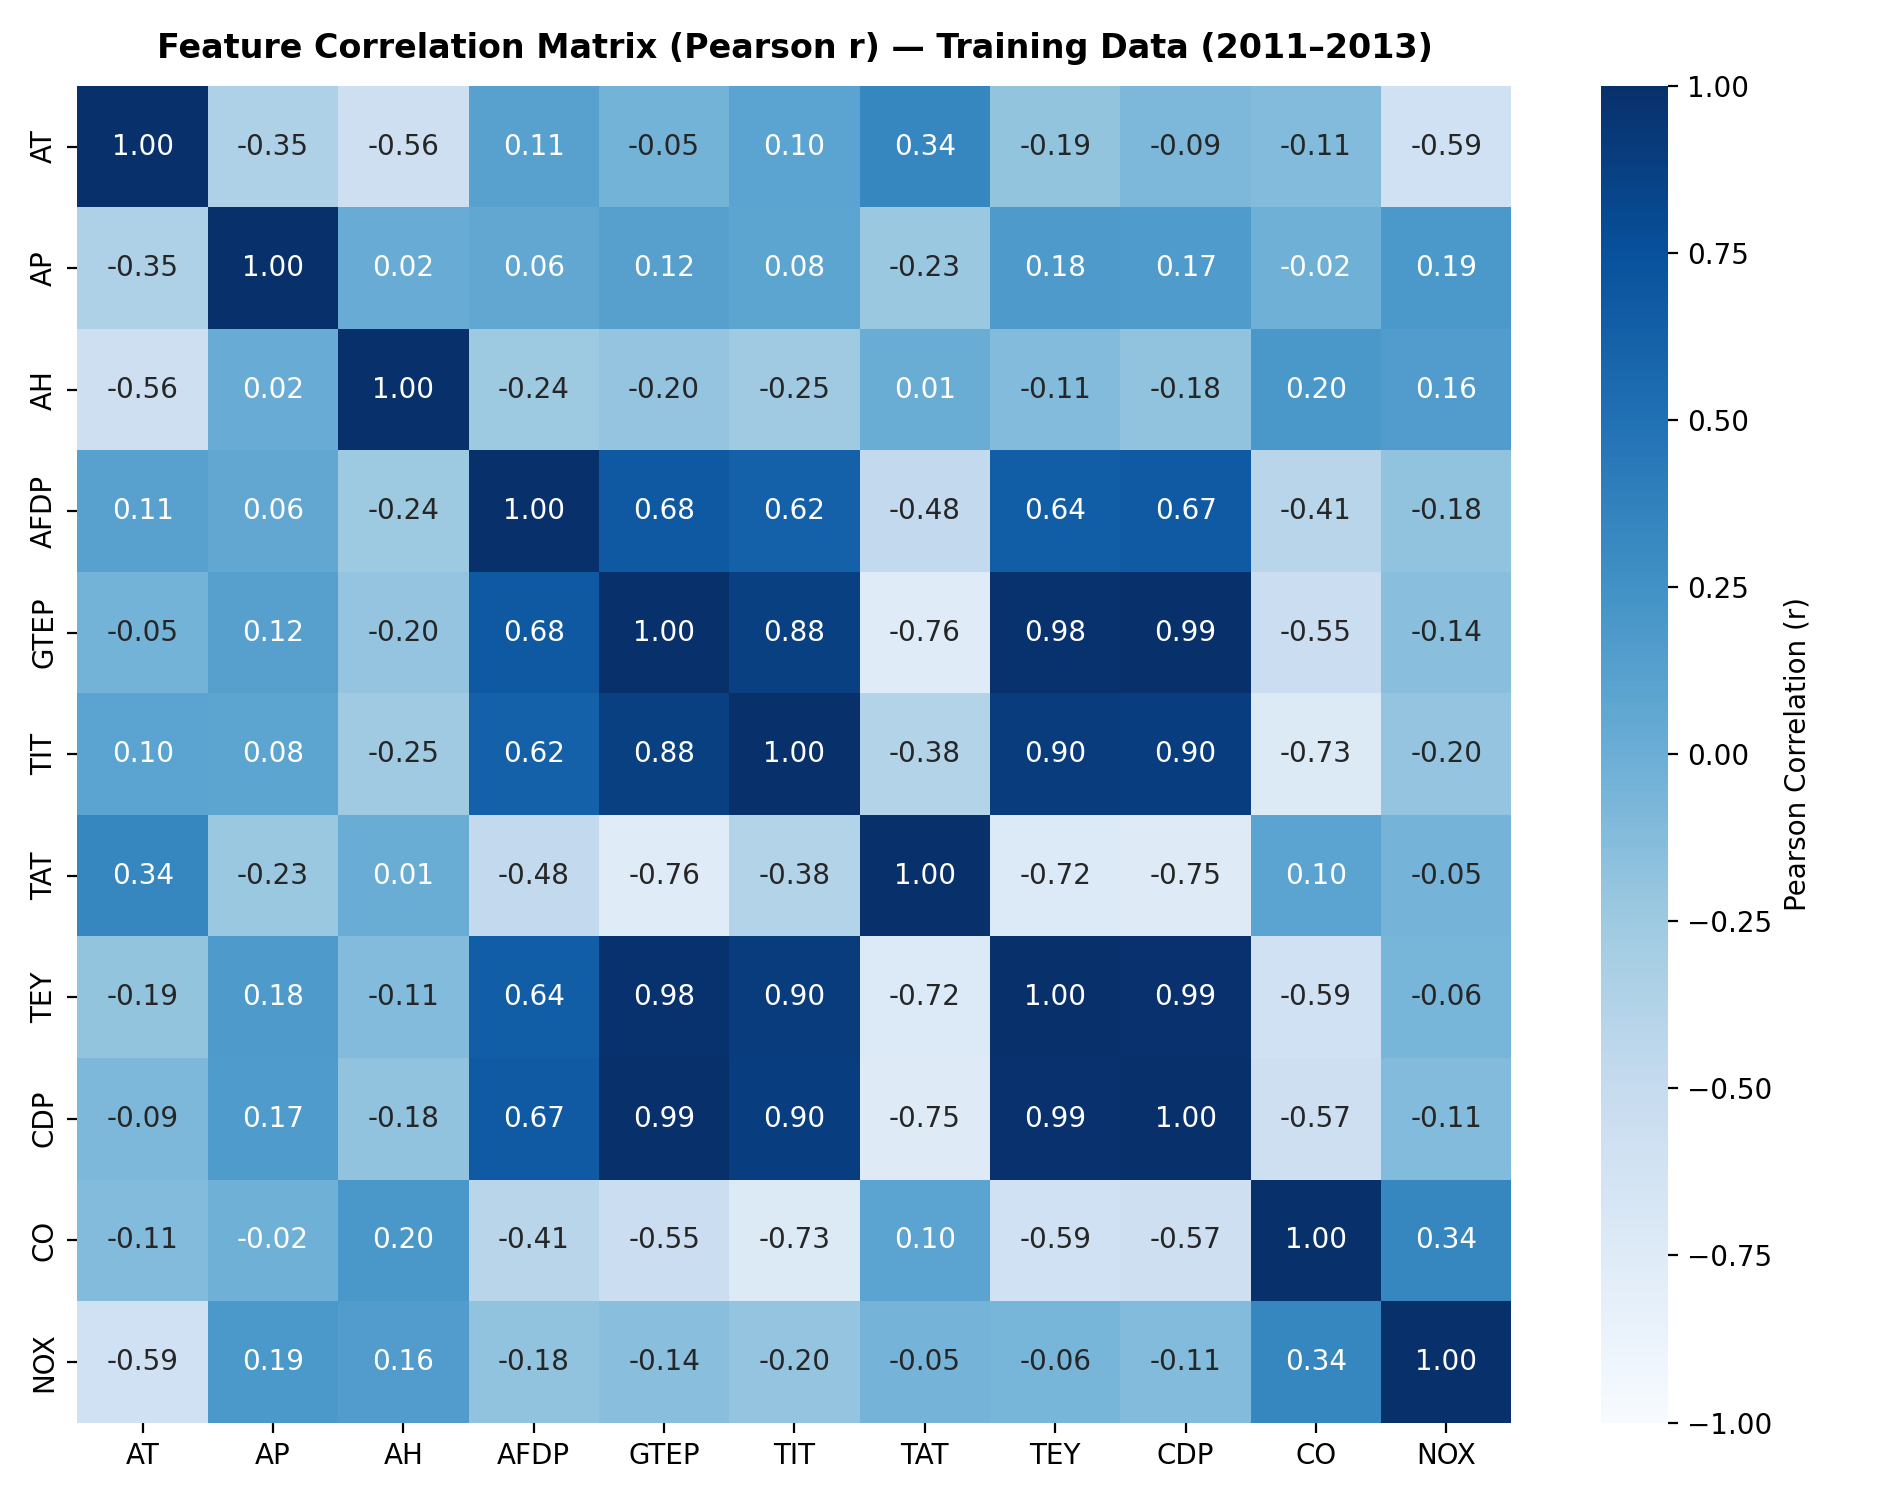 Feature Correlation Matrix (Pearson r) — Training Data (2011–2013)
AT 1.00 -0.35 -0.56 0.11 -0.05 0.10 0.34 -0.19 -0.09 -0.11 -0.59
AP -0.35 1.00 0.02 0.06 0.12 0.08 -0.23 0.18 0.17 -0.02 0.19
AH -0.56 0.02 1.00 -0.24 -0.20 -0.25 0.01 -0.11 -0.18 0.20 0.16
AFDP 0.11 0.06 -0.24 1.00 0.68 0.62 -0.48 0.64 0.67 -0.41 -0.18
GTEP -0.05 0.12 -0.20 0.68 1.00 0.88 -0.76 0.98 0.99 -0.55 -0.14
TIT 0.10 0.08 -0.25 0.62 0.88 1.00 -0.38 0.90 0.90 -0.73 -0.20
TAT 0.34 -0.23 0.01 -0.48 -0.76 -0.38 1.00 -0.72 -0.75 0.10 -0.05
TEY -0.19 0.18 -0.11 0.64 0.98 0.90 -0.72 1.00 0.99 -0.59 -0.06
CDP -0.09 0.17 -0.18 0.67 0.99 0.90 -0.75 0.99 1.00 -0.57 -0.11
CO -0.11 -0.02 0.20 -0.41 -0.55 -0.73 0.10 -0.59 -0.57 1.00 0.34
NOX -0.59 0.19 0.16 -0.18 -0.14 -0.20 -0.05 -0.06 -0.11 0.34 1.00
AT AP AH AFDP GTEP TIT TAT TEY CDP CO NOX
1.00
0.75
0.50
0.25
0.00
−0.25
−0.50
−0.75
−1.00
Pearson Correlation (r)